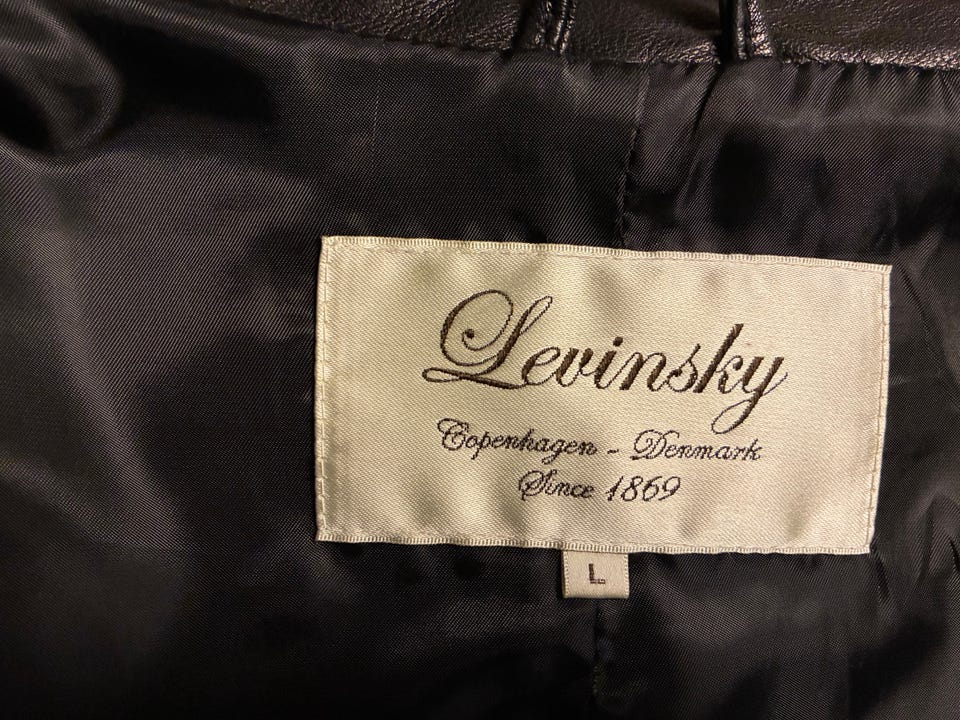 Levinsky
Copenhagen - Denmark
Since 1869
L